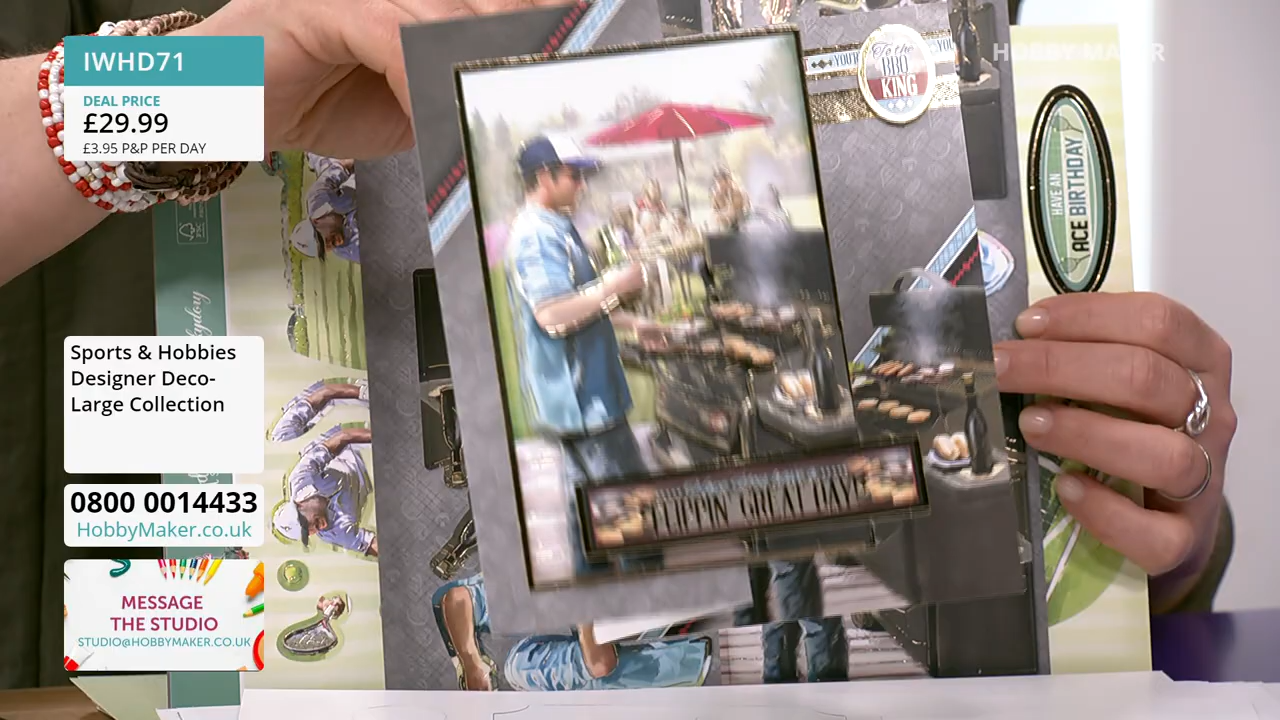 IWHD71
DEAL PRICE
£29.99
£3.95 P&P PER DAY
Sports & Hobbies
Designer Deco-
Large Collection
0800 0014433
HobbyMaker.co.uk
MESSAGE
THE STUDIO
STUDIO@HOBBYMAKER.CO.UK
HOBBY MAKER
To the
BBQ
KING
HAVE AN
ACE BIRTHDAY
FLIPPIN' GREAT DAY!